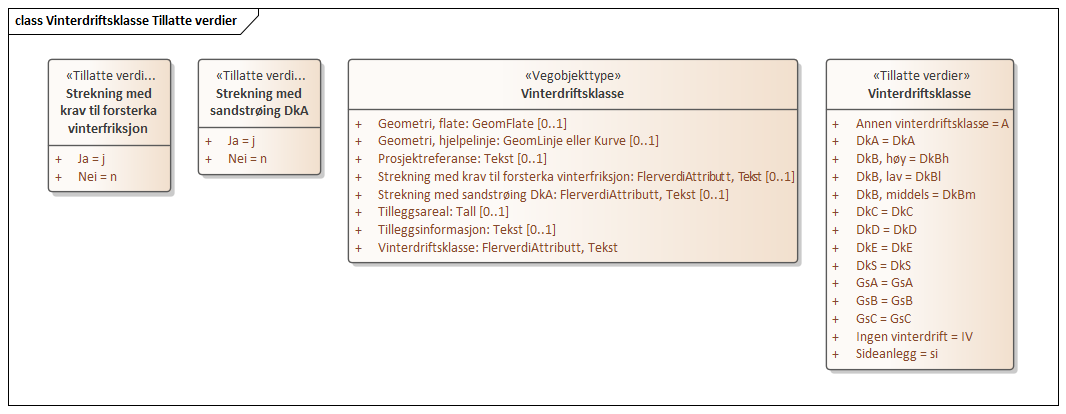 class Vinterdriftsklasse Tillatte verdier
«Tillatte verdi...
Strekning med
krav til forsterka
vinterfriksjon
+ Ja = j
+ Nei = n
«Tillatte verdi...
Strekning med
sandstrøing DkA
+ Ja = j
+ Nei = n
«Vegobjekttype»
Vinterdriftsklasse
+ Geometri, flate: GeomFlate [0..1]
+ Geometri, hjelpelinje: GeomLinje eller Kurve [0..1]
+ Prosjektreferanse: Tekst [0..1]
+ Strekning med krav til forsterka vinterfriksjon: FlerverdiAttributt, Tekst [0..1]
+ Strekning med sandstrøing DkA: FlerverdiAttributt, Tekst [0..1]
+ Tilleggsareal: Tall [0..1]
+ Tilleggsinformasjon: Tekst [0..1]
+ Vinterdriftsklasse: FlerverdiAttributt, Tekst
«Tillatte verdier»
Vinterdriftsklasse
+ Annen vinterdriftsklasse = A
+ DkA = DkA
+ DkB, høy = DkBh
+ DkB, lav = DkBl
+ DkB, middels = DkBm
+ DkC = DkC
+ DkD = DkD
+ DkE = DkE
+ DkS = DkS
+ GsA = GsA
+ GsB = GsB
+ GsC = GsC
+ Ingen vinterdrift = IV
+ Sideanlegg = si